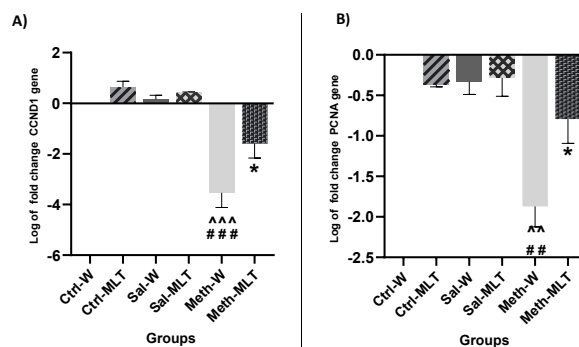 A)
Log of fold change CCND1 gene
2
0
-2
-4
-6
*
^^^
###
Ctrl-W
Ctrl-MLT
Sal-W
Sal-MLT
Meth-W
Meth-MLT
Groups
B)
Log of fold change PCNA gene
0.0
-0.5
-1.0
-1.5
-2.0
-2.5
*
^^
##
Ctrl-W
Ctrl-MLT
Sal-W
Sal-MLT
Meth-W
Meth-MLT
Groups